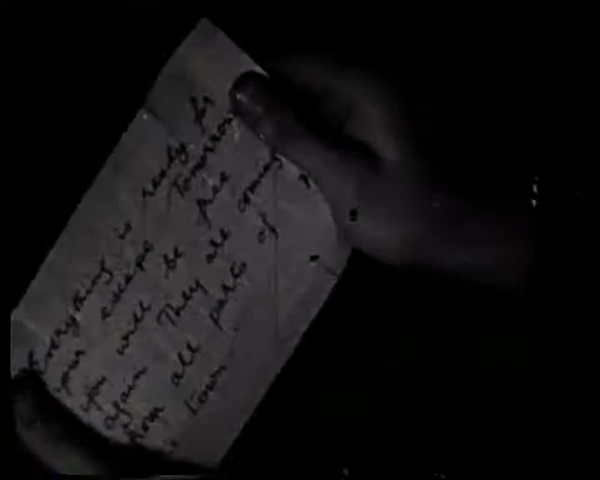 Everything is ready for
your escape Tomorrow
you will be free
again They are coming
from all parts of
town